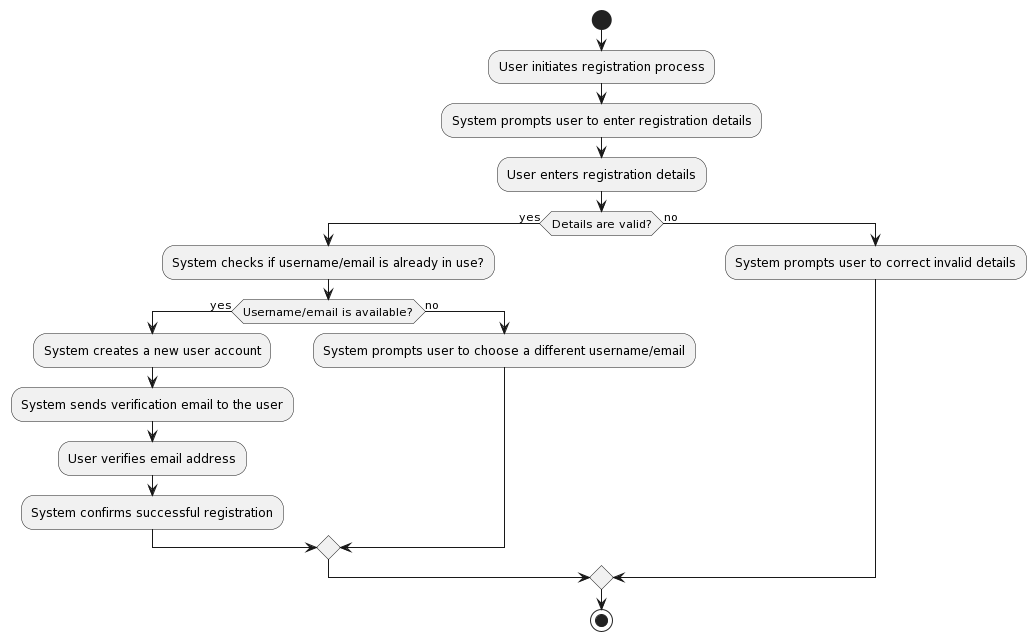 User initiates registration process
System prompts user to enter registration details
User enters registration details
yes
Details are valid?
no
System checks if username/email is already in use?
System prompts user to correct invalid details
yes
Username/email is available?
no
System creates a new user account
System prompts user to choose a different username/email
System sends verification email to the user
User verifies email address
System confirms successful registration